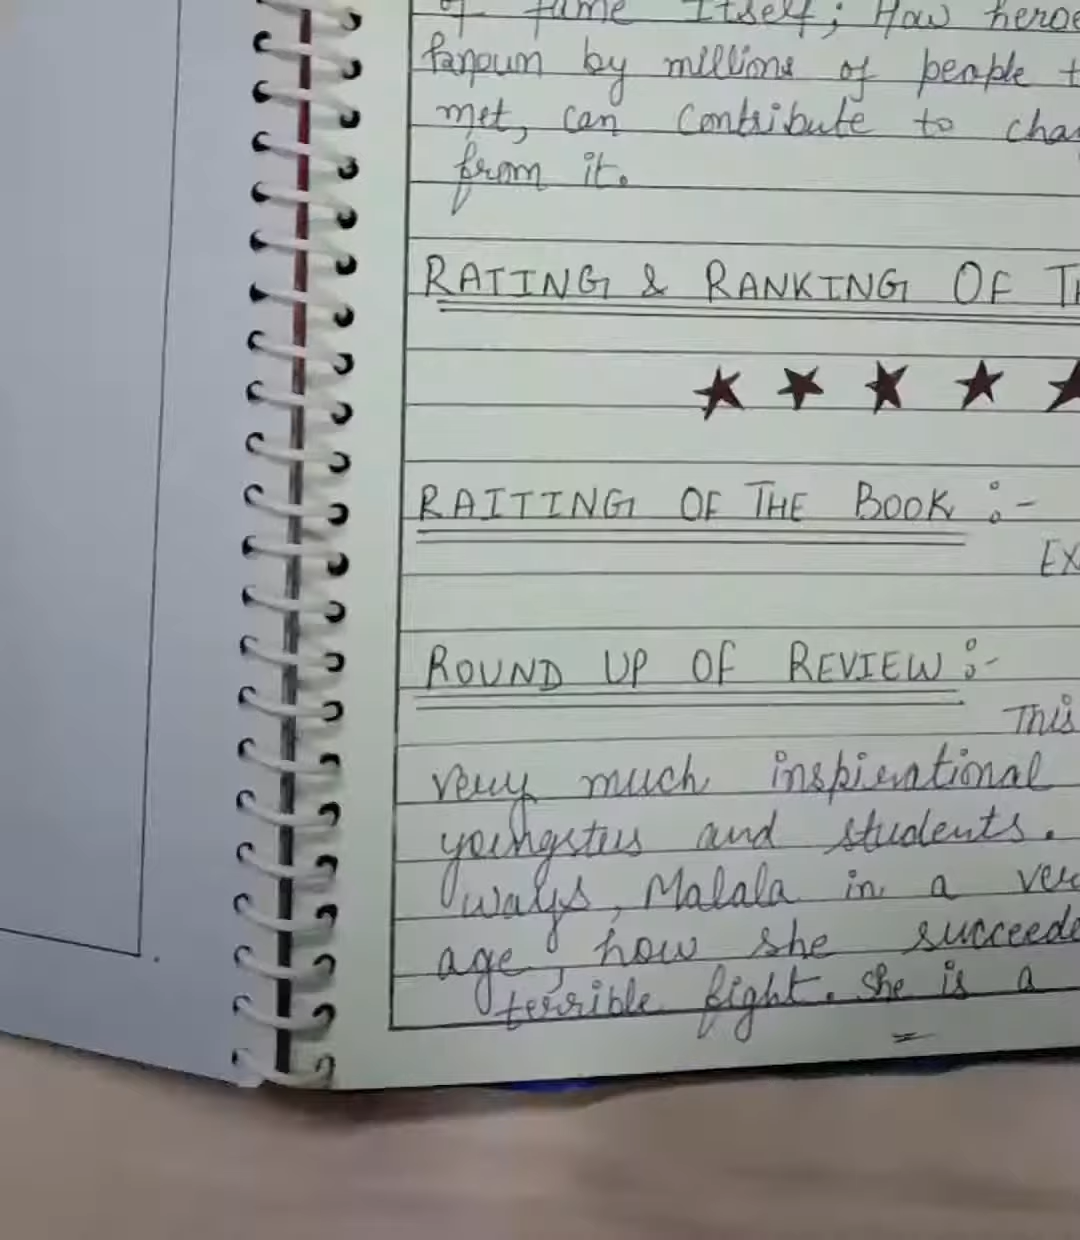 of fame Itself; How heroe
by millions of people t
met, can Contribute to cha
from it.
RATING & RANKING OF TH
RAITING OF THE BOOK :-
EX
ROUND UP OF REVIEW :-
This
very much inspirational
youngsters and students.
ways, Malala in a ver
age, how she succeede
terrible fight. She is a